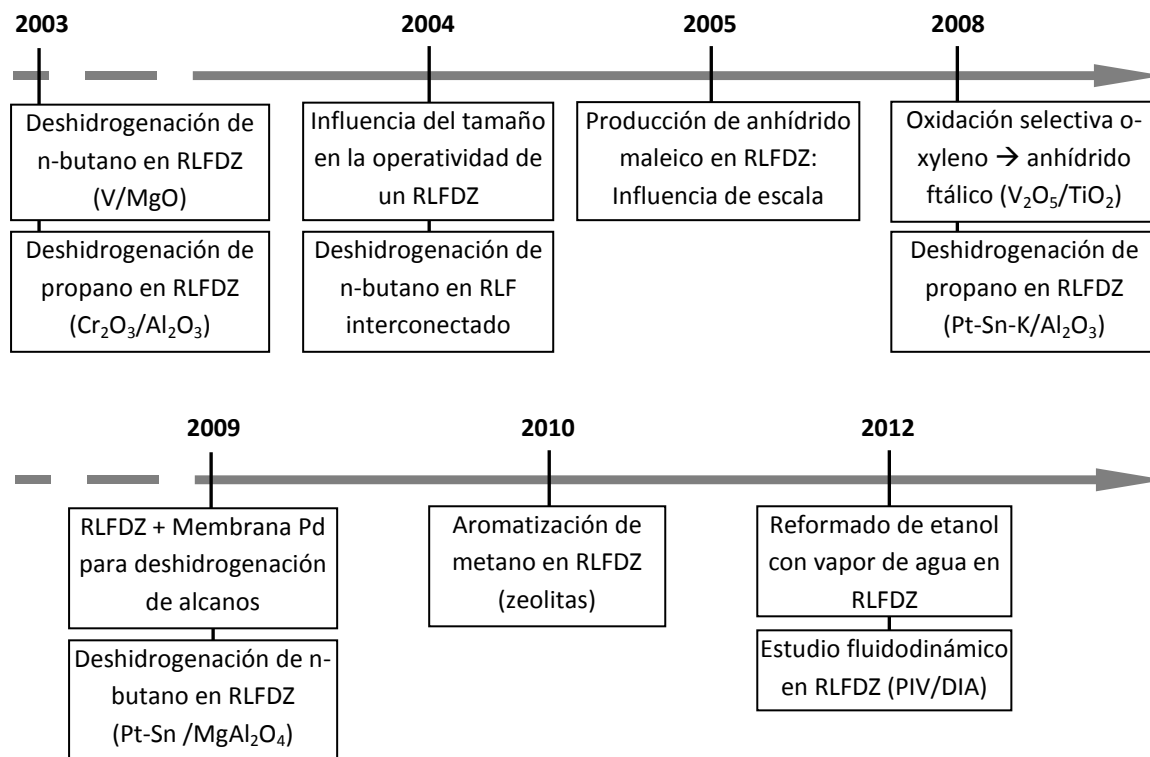 2003
2004
2005
2008
Deshidrogenación de
n-butano en RLFDZ
(V/MgO)
Deshidrogenación de
propano en RLFDZ
(Cr₂O₃/Al₂O₃)
Influencia del tamaño
en la operatividad de
un RLFDZ
Deshidrogenación de
n-butano en RLF
interconectado
Producción de anhídrido
maleico en RLFDZ:
Influencia de escala
Oxidación selectiva o-
xyleno → anhídrido
ftálico (V₂O₅/TiO₂)
Deshidrogenación de
propano en RLFDZ
(Pt-Sn-K/Al₂O₃)
2009
2010
2012
RLFDZ + Membrana Pd
para deshidrogenación
de alcanos
Deshidrogenación de n-
butano en RLFDZ
(Pt-Sn /MgAl₂O₄)
Aromatización de
metano en RLFDZ
(zeolitas)
Reformado de etanol
con vapor de agua en
RLFDZ
Estudio fluidodinámico
en RLFDZ (PIV/DIA)